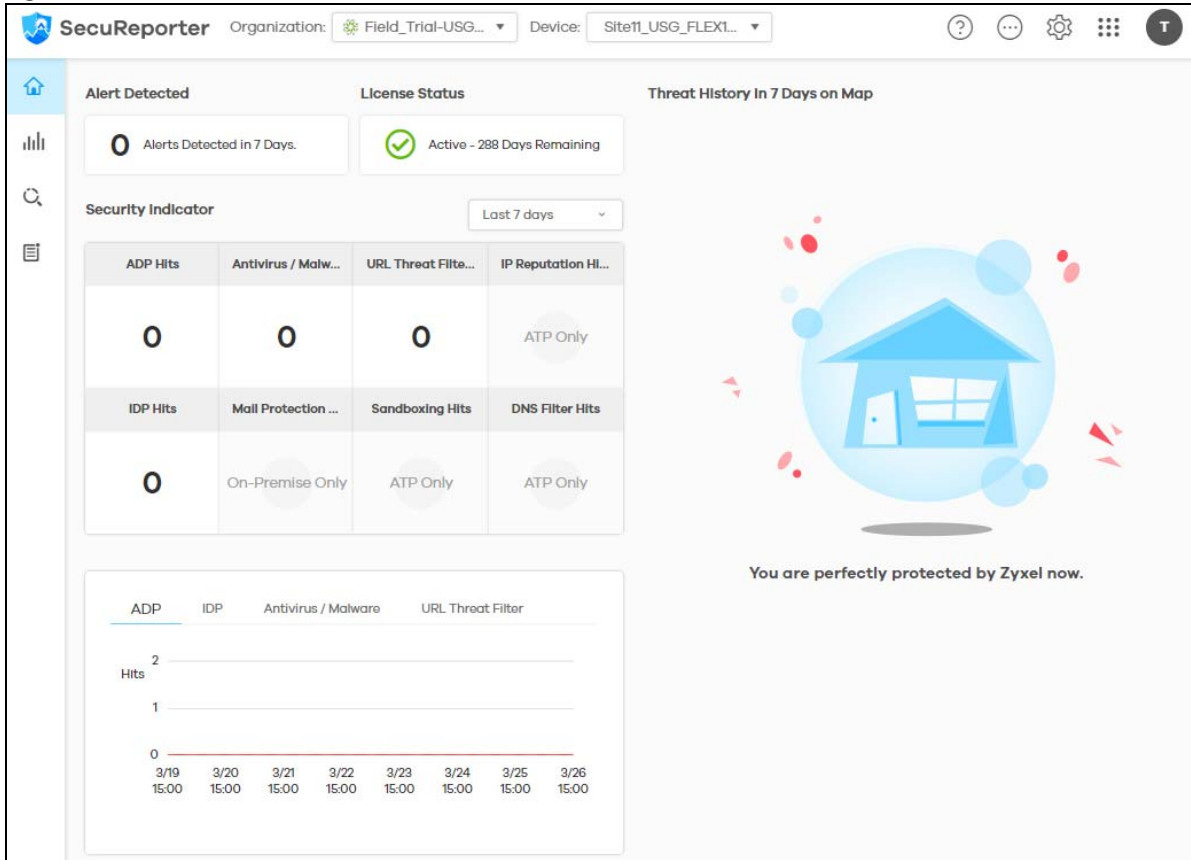 SecuReporter Organization: Field_Trial-USG... Device: Site11_USG_FLEX1... T
Alert Detected
0 Alerts Detected in 7 Days.
License Status
Active - 288 Days Remaining
Security Indicator
Last 7 days
ADP Hits Antivirus / Malw... URL Threat Filte... IP Reputation Hi...
0 0 0 ATP Only
IDP Hits Mail Protection ... Sandboxing Hits DNS Filter Hits
0 On-Premise Only ATP Only ATP Only
ADP IDP Antivirus / Malware URL Threat Filter
Hits
2
1
0
3/19 3/20 3/21 3/22 3/23 3/24 3/25 3/26
15:00 15:00 15:00 15:00 15:00 15:00 15:00 15:00
Threat History in 7 Days on Map
You are perfectly protected by Zyxel now.